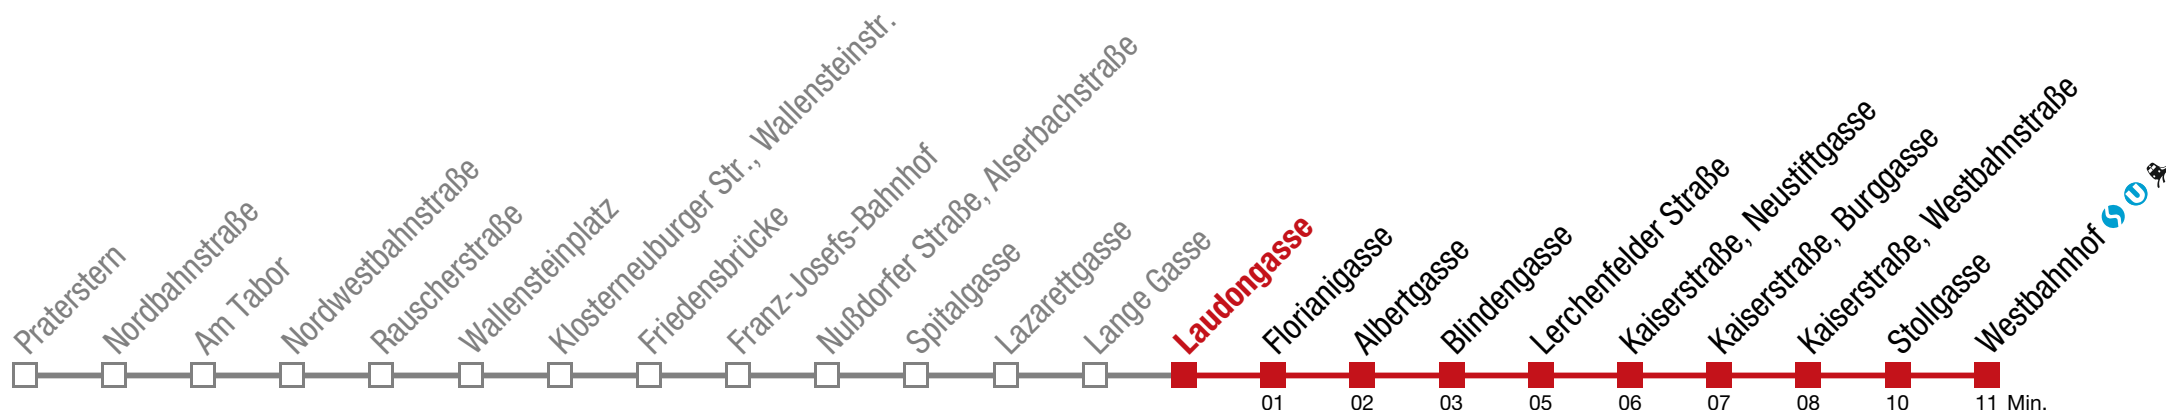 Praterstern
Nordbahnstraße
Am Tabor
Nordwestbahnstraße
Rauscherstraße
Wallensteinplatz
Klosterneuburger Str., Wallensteinstr.
Friedensbrücke
Franz-Josefs-Bahnhof
Nußdorfer Straße, Alserbachstraße
Spitalgasse
Lazarettgasse
Lange Gasse
Laudongasse
Florianigasse
Albertgasse
Blindengasse
Lerchenfelder Straße
Kaiserstraße, Neustiftgasse
Kaiserstraße, Burggasse
Kaiserstraße, Westbahnstraße
Stollgasse
Westbahnhof S U
01 02 03 05 06 07 08 10 11 Min.